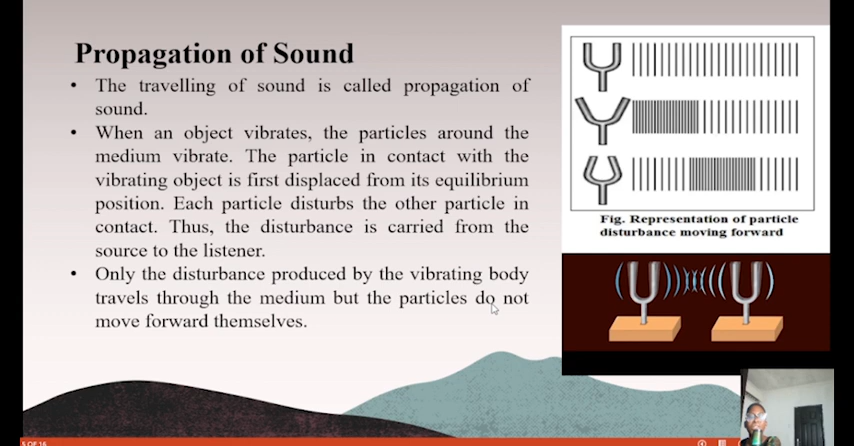 Propagation of Sound
• The travelling of sound is called propagation of
sound.
• When an object vibrates, the particles around the
medium vibrate. The particle in contact with the
vibrating object is first displaced from its equilibrium
position. Each particle disturbs the other particle in
contact. Thus, the disturbance is carried from the
source to the listener.
• Only the disturbance produced by the vibrating body
travels through the medium but the particles do not
move forward themselves.
Fig. Representation of particle
disturbance moving forward
5 OF 16